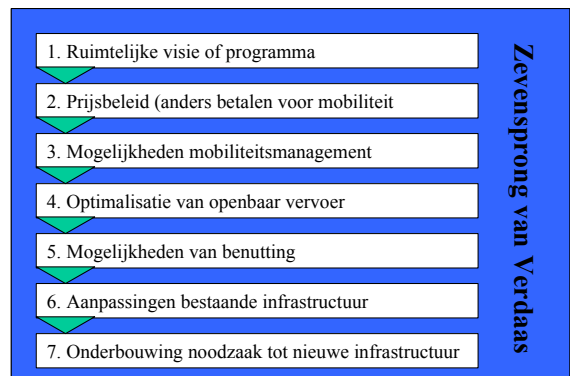 1. Ruimtelijke visie of programma
2. Prijsbeleid (anders betalen voor mobiliteit
3. Mogelijkheden mobiliteitsmanagement
4. Optimalisatie van openbaar vervoer
5. Mogelijkheden van benutting
6. Aanpassingen bestaande infrastructuur
7. Onderbouwing noodzaak tot nieuwe infrastructuur
Zevensprong van Verdaas